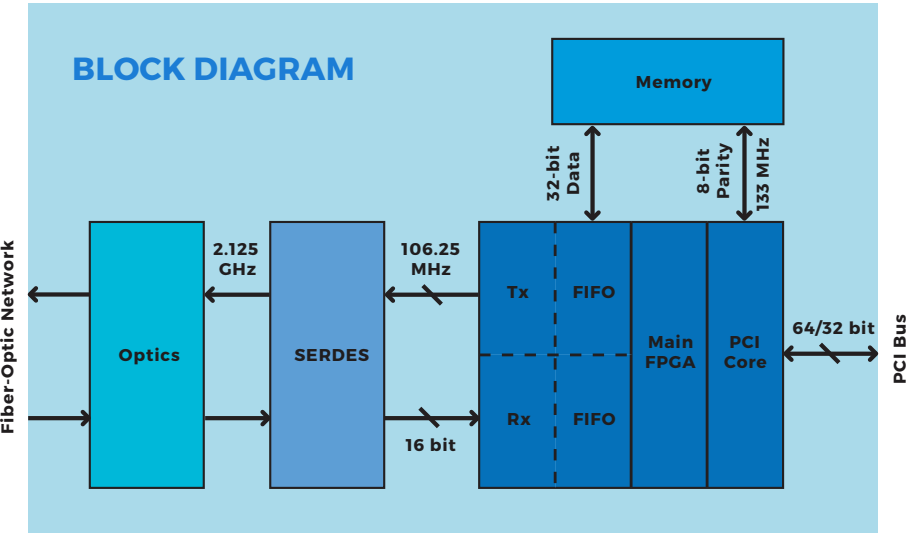 BLOCK DIAGRAM
Memory
32-bit
Data
8-bit
Parity
133 MHz
Fiber-Optic Network
2.125
GHz
106.25
MHz
Tx
FIFO
Optics
SERDES
Main
FPGA
PCI
Core
64/32 bit
PCI Bus
Rx
FIFO
16 bit